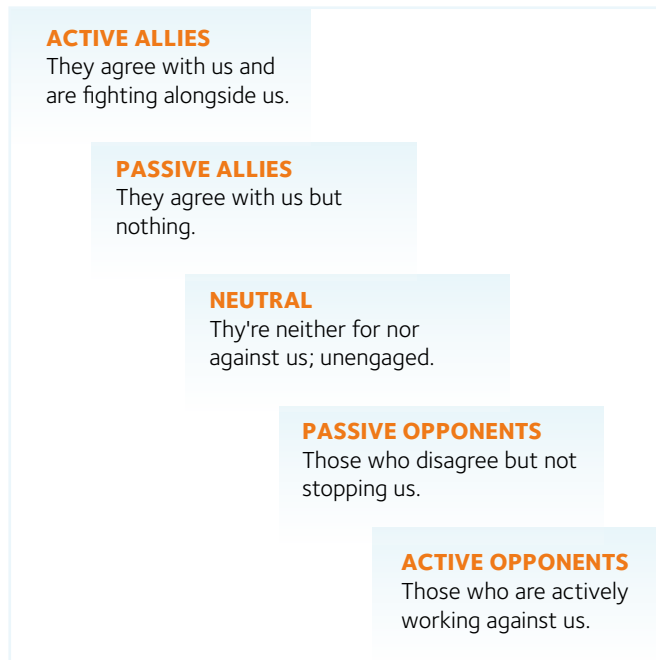 ACTIVE ALLIES
They agree with us and
are fighting alongside us.
PASSIVE ALLIES
They agree with us but
nothing.
NEUTRAL
Thy're neither for nor
against us; unengaged.
PASSIVE OPPONENTS
Those who disagree but not
stopping us.
ACTIVE OPPONENTS
Those who are actively
working against us.